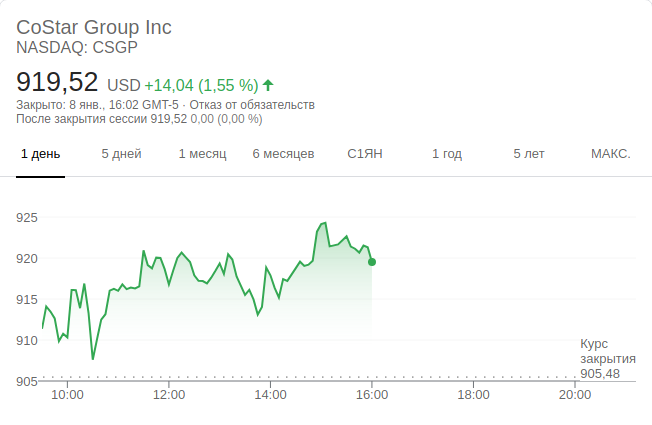 CoStar Group Inc
NASDAQ: CSGP
919,52 USD +14,04 (1,55 %)
Закрыто: 8 янв., 16:02 GMT-5 · Отказ от обязательств
После закрытия сессии 919,52 0,00 (0,00 %)
1 день 5 дней 1 месяц 6 месяцев С1ЯН 1 год 5 лет МАКС.
925
920
915
910
905
Курс
закрытия
905,48
10:00 12:00 14:00 16:00 18:00 20:00